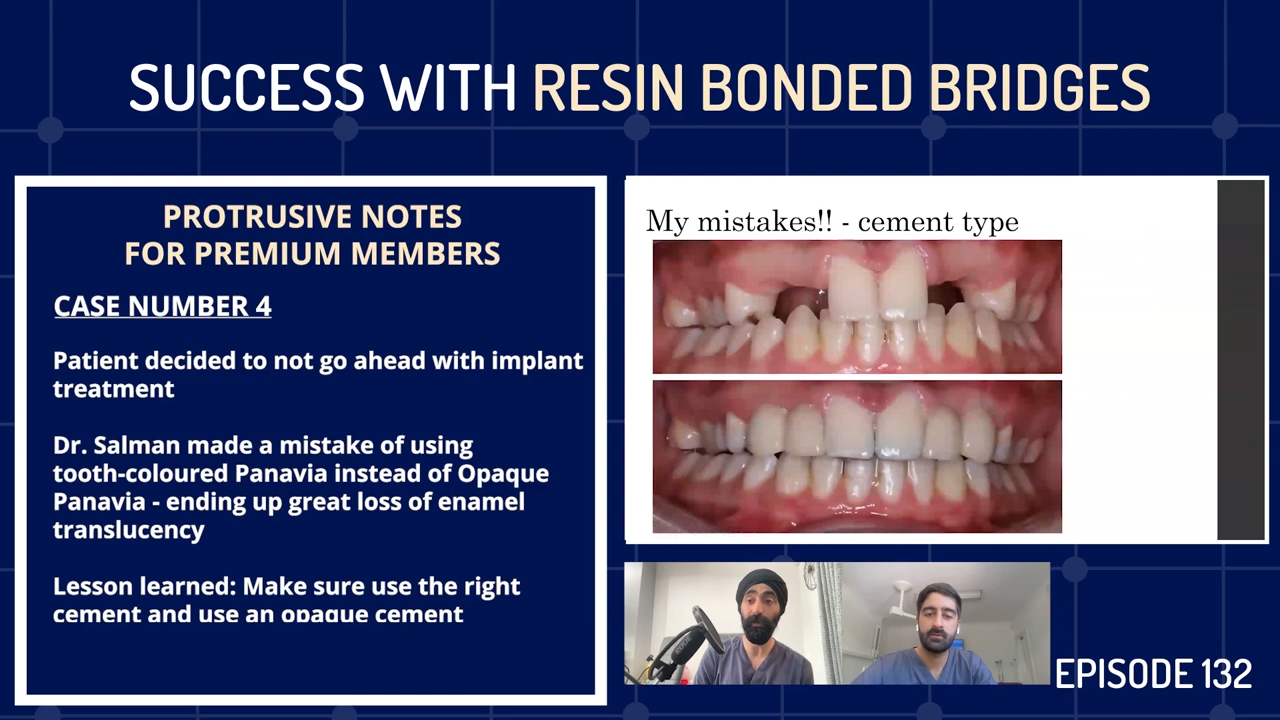 SUCCESS WITH RESIN BONDED BRIDGES
PROTRUSIVE NOTES
FOR PREMIUM MEMBERS
CASE NUMBER 4
Patient decided to not go ahead with implant
treatment
Dr. Salman made a mistake of using
tooth-coloured Panavia instead of Opaque
Panavia - ending up great loss of enamel
translucency
Lesson learned: Make sure use the right
cement and use an opaque cement
My mistakes!! - cement type
EPISODE 132